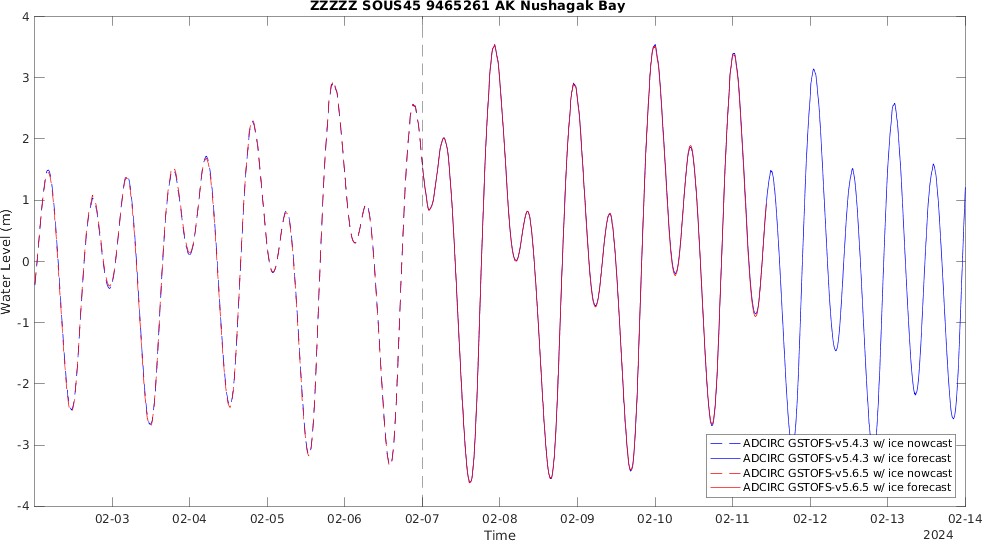 ZZZZZ SOUS45 9465261 AK Nushagak Bay
4
3
2
1
0
-1
-2
-3
-4
Water Level (m)
ADCIRC GSTOFS-v5.4.3 w/ ice nowcast
ADCIRC GSTOFS-v5.4.3 w/ ice forecast
ADCIRC GSTOFS-v5.6.5 w/ ice nowcast
ADCIRC GSTOFS-v5.6.5 w/ ice forecast
02-03 02-04 02-05 02-06 02-07 02-08 02-09 02-10 02-11 02-12 02-13 02-14
Time
2024